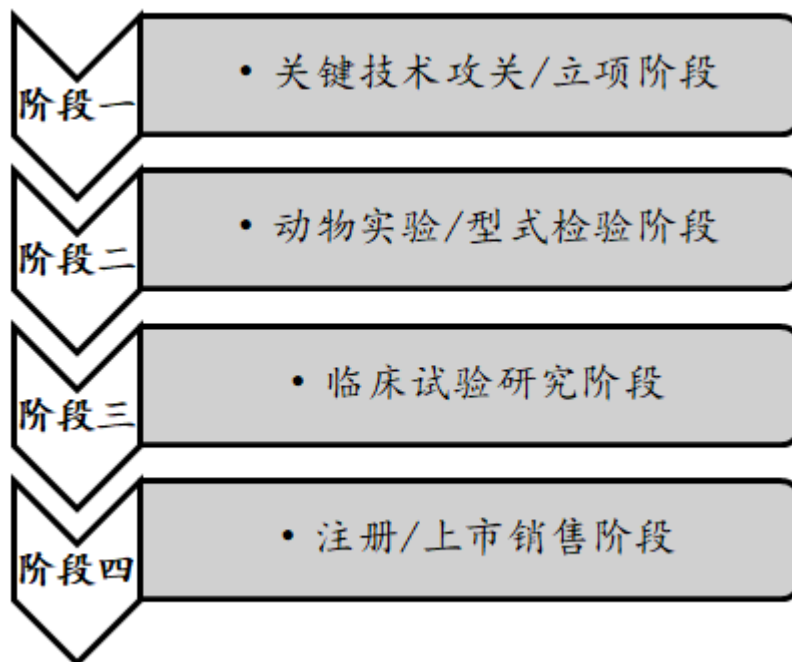 阶段一
• 关键技术攻关/立项阶段
阶段二
• 动物实验/型式检验阶段
阶段三
• 临床试验研究阶段
阶段四
• 注册/上市销售阶段